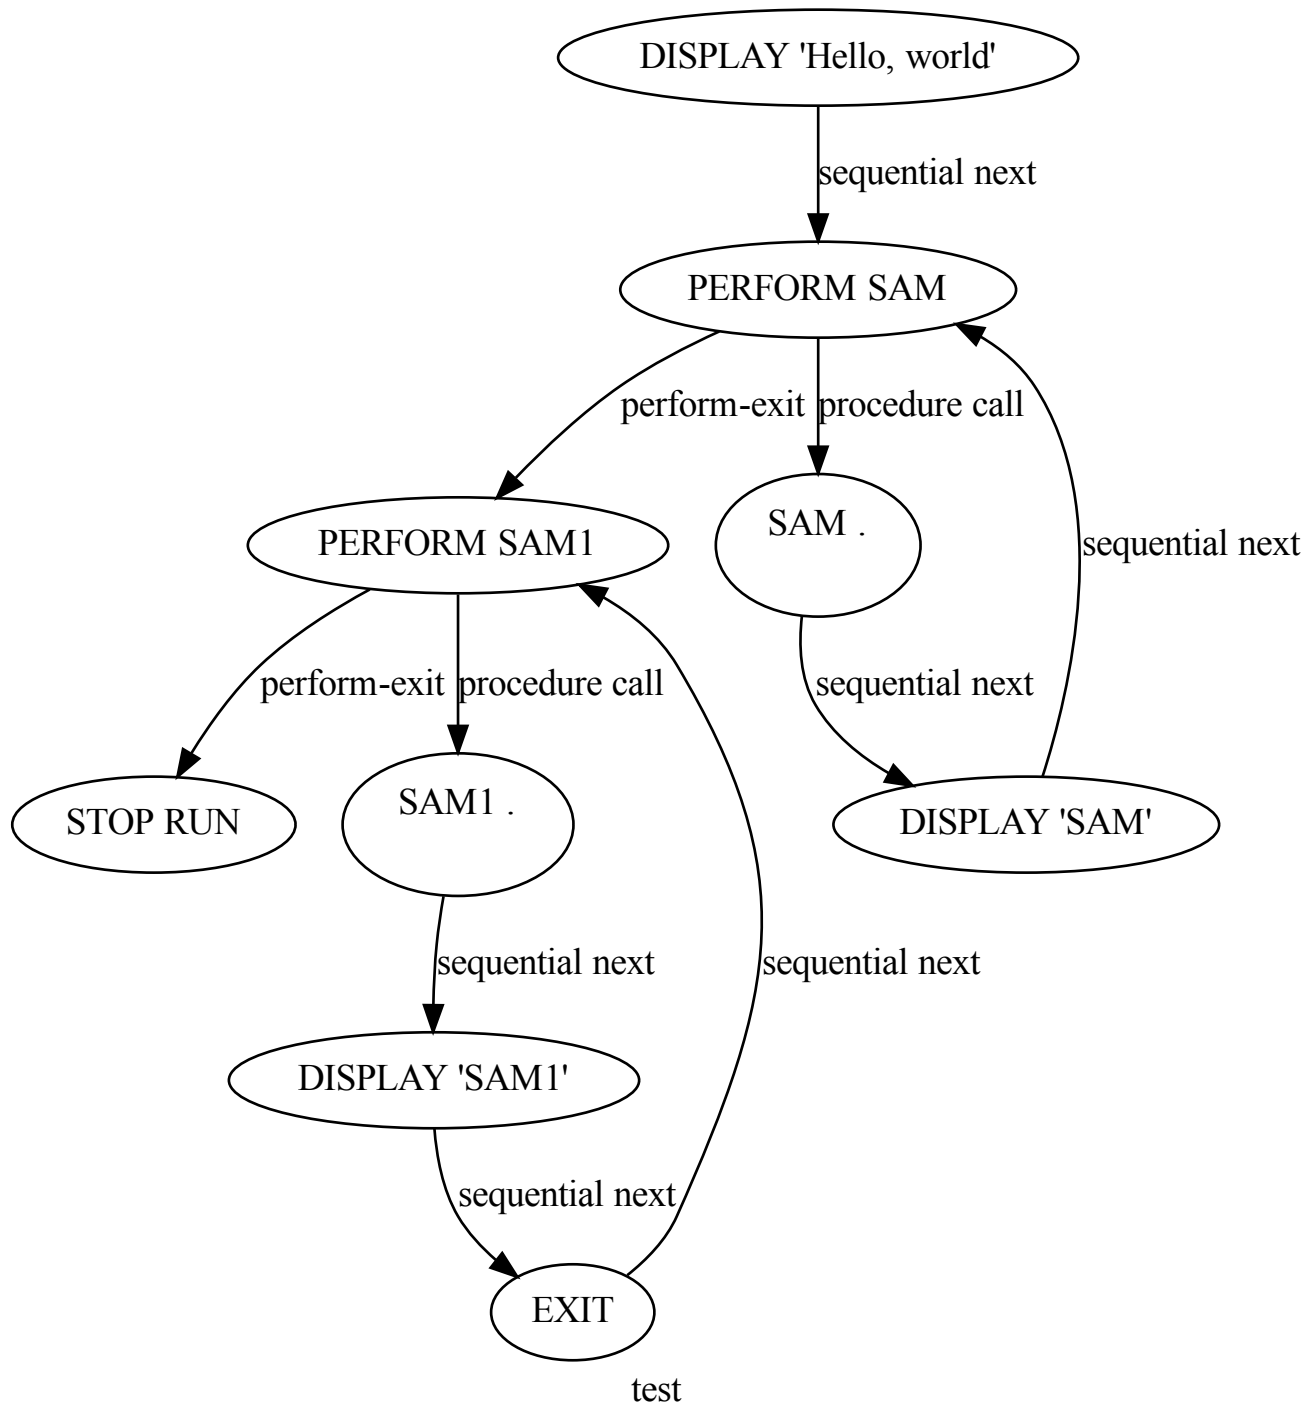 DISPLAY 'Hello, world'
sequential next
PERFORM SAM
perform-exit
procedure call
PERFORM SAM1
SAM .
sequential next
perform-exit
procedure call
sequential next
STOP RUN
SAM1 .
DISPLAY 'SAM'
sequential next
sequential next
DISPLAY 'SAM1'
sequential next
EXIT
test